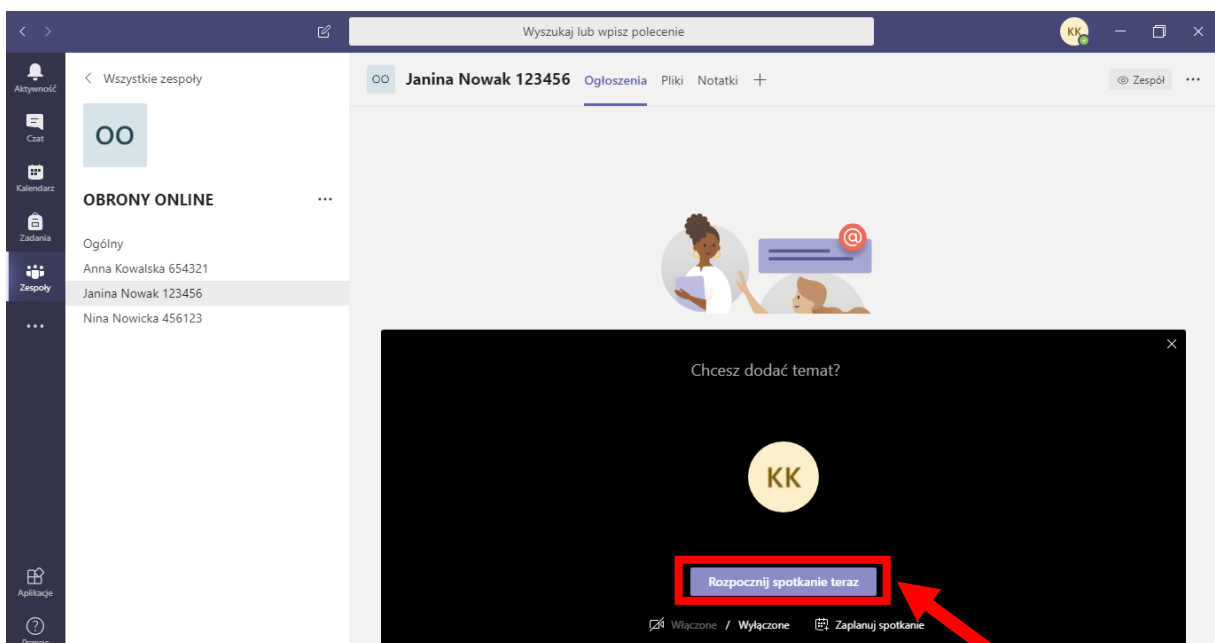 Wyszukaj lub wpisz polecenie
KK
Aktywność
Czat
Kalendarz
Zadania
Zespoły
Aplikacje
Pomoc
Wszystkie zespoły
OO
OBRONY ONLINE
Ogólny
Anna Kowalska 654321
Janina Nowak 123456
Nina Nowicka 456123
OO Janina Nowak 123456 Ogłoszenia Pliki Notatki
Zespół
@
Chcesz dodać temat?
KK
Rozpocznij spotkanie teraz
Włączone / Wyłączone Zaplanuj spotkanie